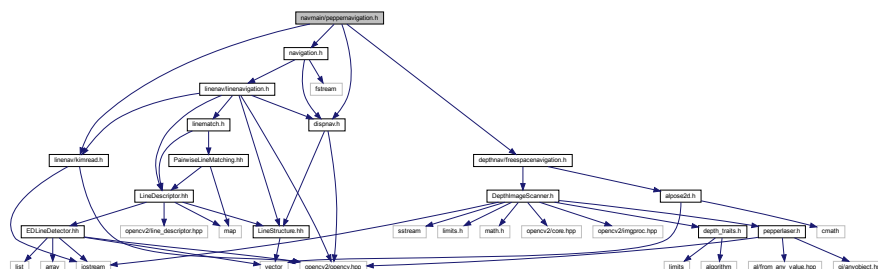 navmain/peppernavigation.h
navigation.h
linenav/linenavigation.h
fstream
linematch.h
dispnav.h
linenav/kimread.h
PairwiseLineMatching.hh
depthnav/freespacenavigation.h
LineDescriptor.hh
DepthImageScanner.hh
alpose2d.h
EDLineDetector.hh
opencv2/line_descriptor.hpp
map
LineStructure.hh
sstream
limits.h
math.h
opencv2/core.hpp
opencv2/imgproc.hpp
depth_traits.h
pepperlaser.h
cmath
list
array
iostream
vector
opencv2/opencv.hpp
limits
algorithm
al/from_any_value.hpp
qi/anyobject.hpp